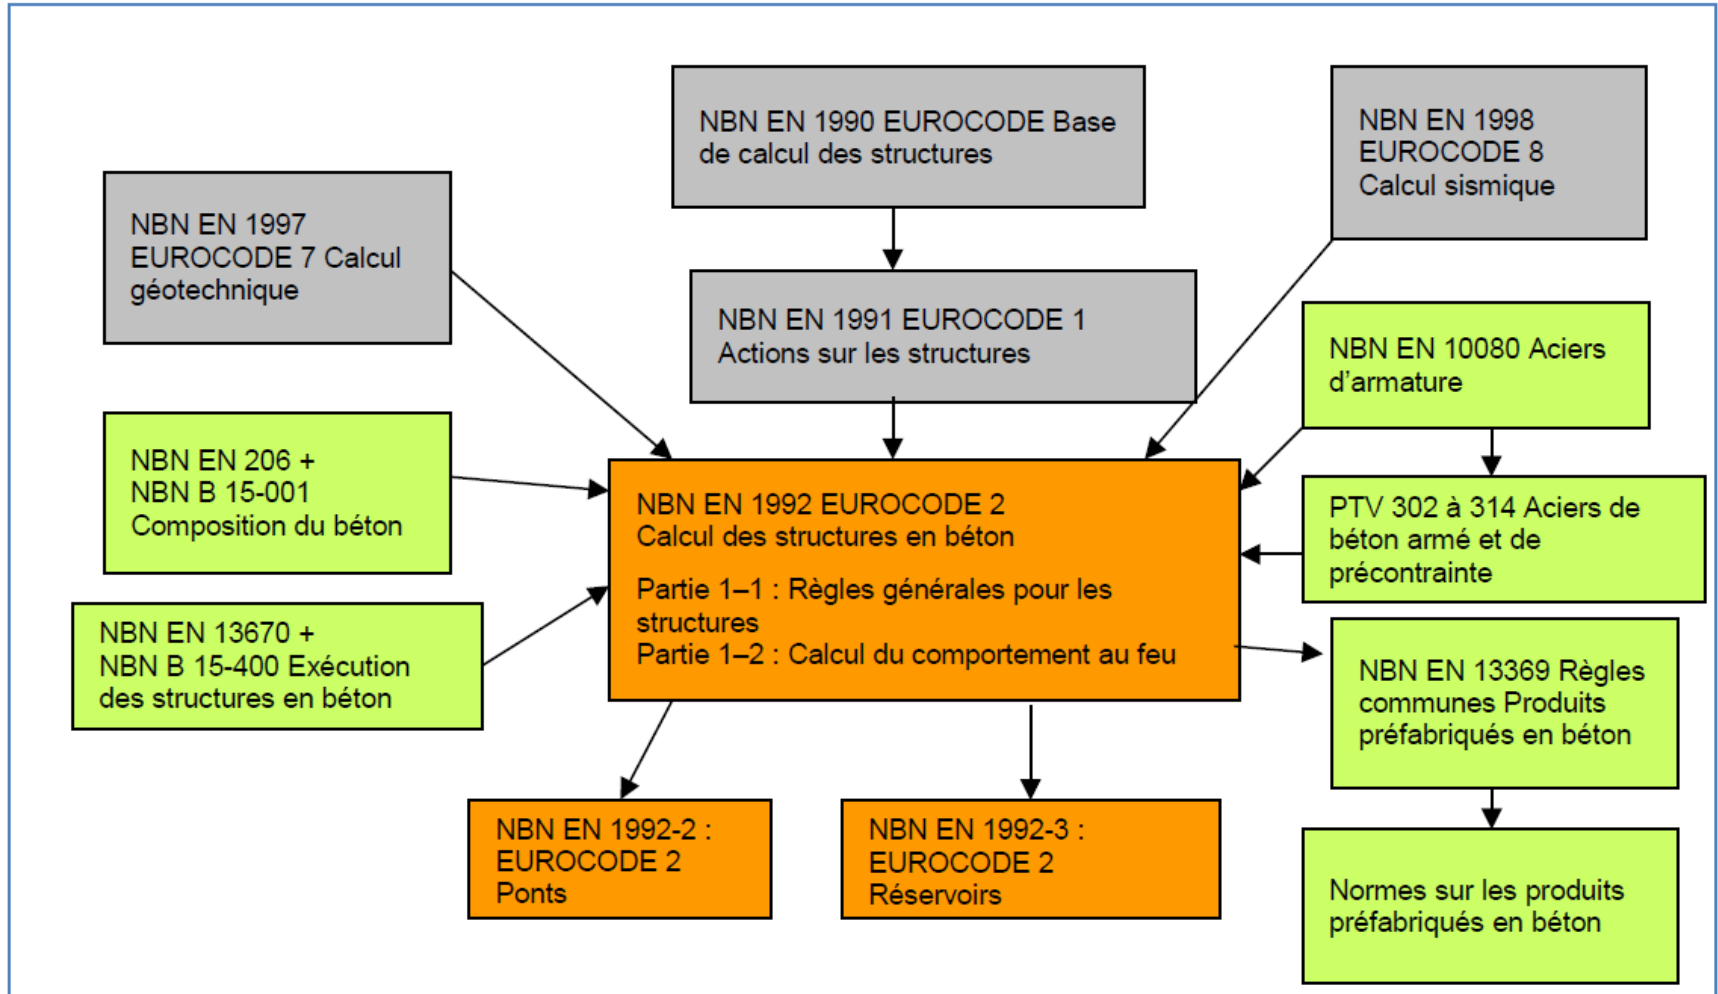 NBN EN 1990 EUROCODE Base
de calcul des structures
NBN EN 1998
EUROCODE 8
Calcul sismique
NBN EN 1997
EUROCODE 7 Calcul
géotechnique
NBN EN 1991 EUROCODE 1
Actions sur les structures
NBN EN 10080 Aciers
d’armature
NBN EN 206 +
NBN B 15-001
Composition du béton
NBN EN 1992 EUROCODE 2
Calcul des structures en béton
Partie 1–1 : Règles générales pour les
structures
Partie 1–2 : Calcul du comportement au feu
PTV 302 à 314 Aciers de
béton armé et de
précontrainte
NBN EN 13670 +
NBN B 15-400 Exécution
des structures en béton
NBN EN 13369 Règles
communes Produits
préfabriqués en béton
NBN EN 1992-2 :
EUROCODE 2
Ponts
NBN EN 1992-3 :
EUROCODE 2
Réservoirs
Normes sur les produits
préfabriqués en béton